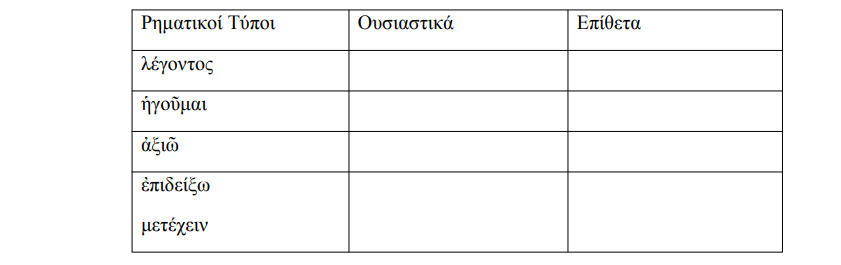 Ρηματικοί Τύποι Ουσιαστικά Επίθετα
λέγοντος
ἡγοῦμαι
ἀξιῶ
ἐπιδείξω
μετέχειν